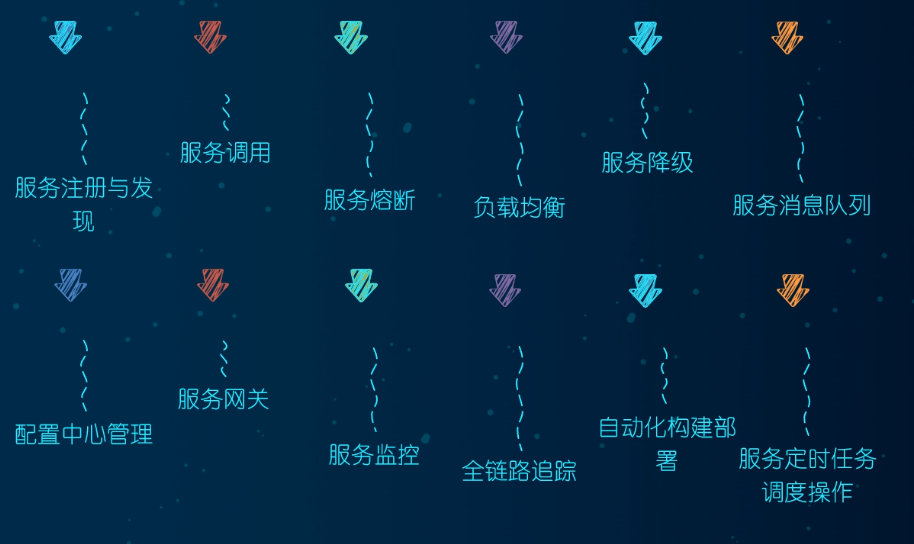 服务注册与发
现
服务调用
服务熔断
负载均衡
服务降级
服务消息队列
配置中心管理
服务网关
服务监控
全链路追踪
自动化构建部
署
服务定时任务
调度操作